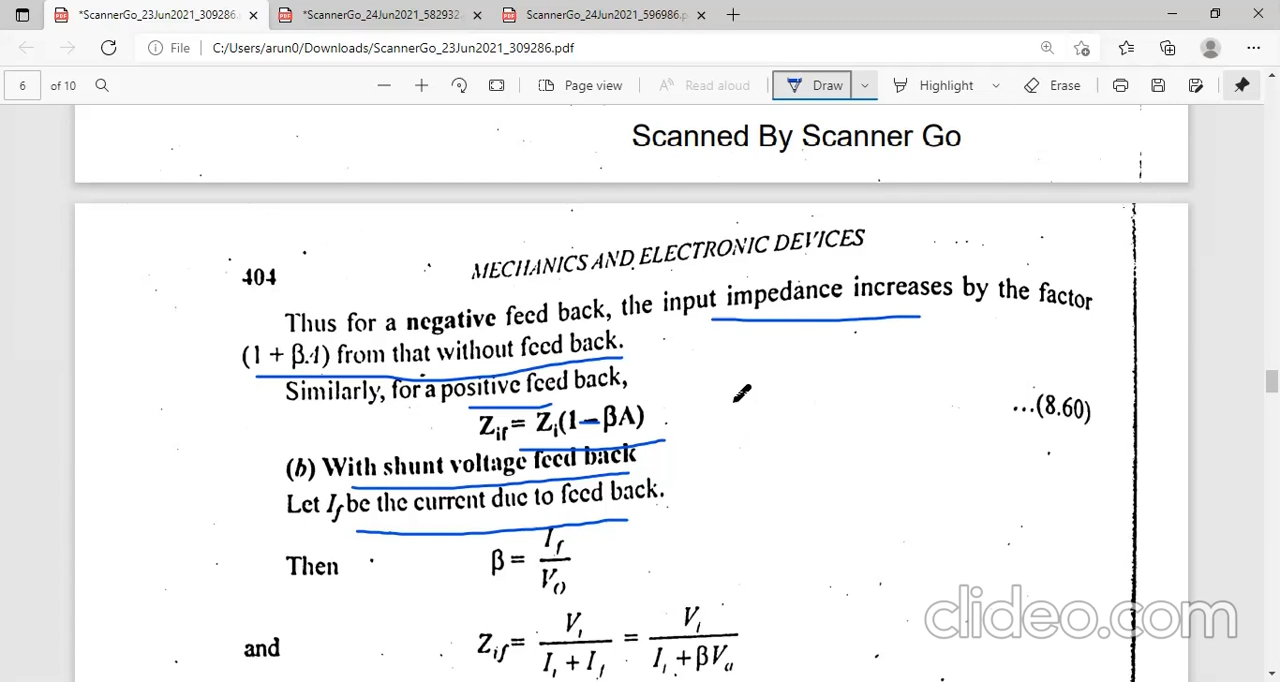 *ScannerGo_23Jun2021_309286.
*ScannerGo_24Jun2021_582932.
ScannerGo_24Jun2021_596986.p
File C:/Users/arun0/Downloads/ScannerGo_23Jun2021_309286.pdf
6 of 10 Page view Read aloud Draw Highlight Erase
Scanned By Scanner Go
404 MECHANICS AND ELECTRONIC DEVICES
Thus for a negative feed back, the input impedance increases by the factor
(1 + βA) from that without feed back.
Similarly, for a positive feed back,
Zif = Zi(1−βA) ...(8.60)
(b) With shunt voltage feed back
Let If be the current due to feed back.
Then β = If / VO
and Zif = Vi / Ii + If = Vi / Ii + βVo
clideo.com